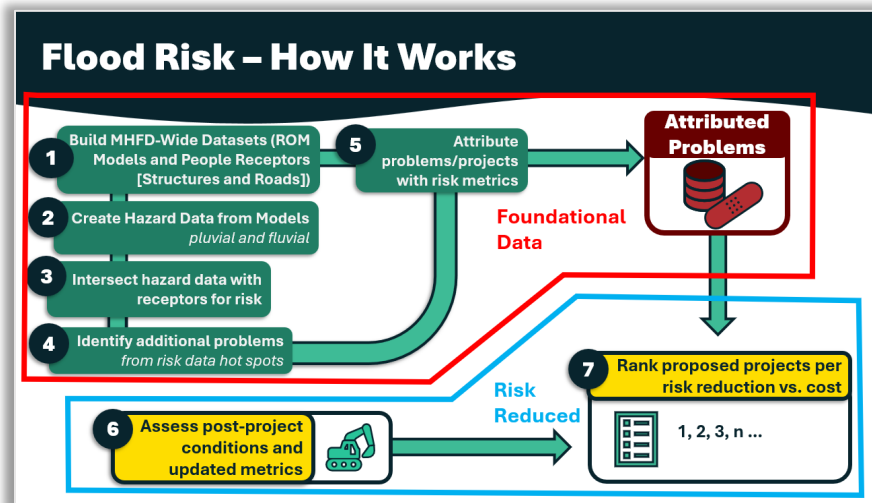 Flood Risk – How It Works
1
Build MHFD-Wide Datasets (ROM
Models and People Receptors
[Structures and Roads])
2
Create Hazard Data from Models
pluvial and fluvial
3
Intersect hazard data with
receptors for risk
4
Identify additional problems
from risk data hot spots
5
Attribute
problems/projects
with risk metrics
Attributed
Problems
Foundational
Data
6
Assess post-project
conditions and
updated metrics
Risk
Reduced
7
Rank proposed projects per
risk reduction vs. cost
1, 2, 3, n ...